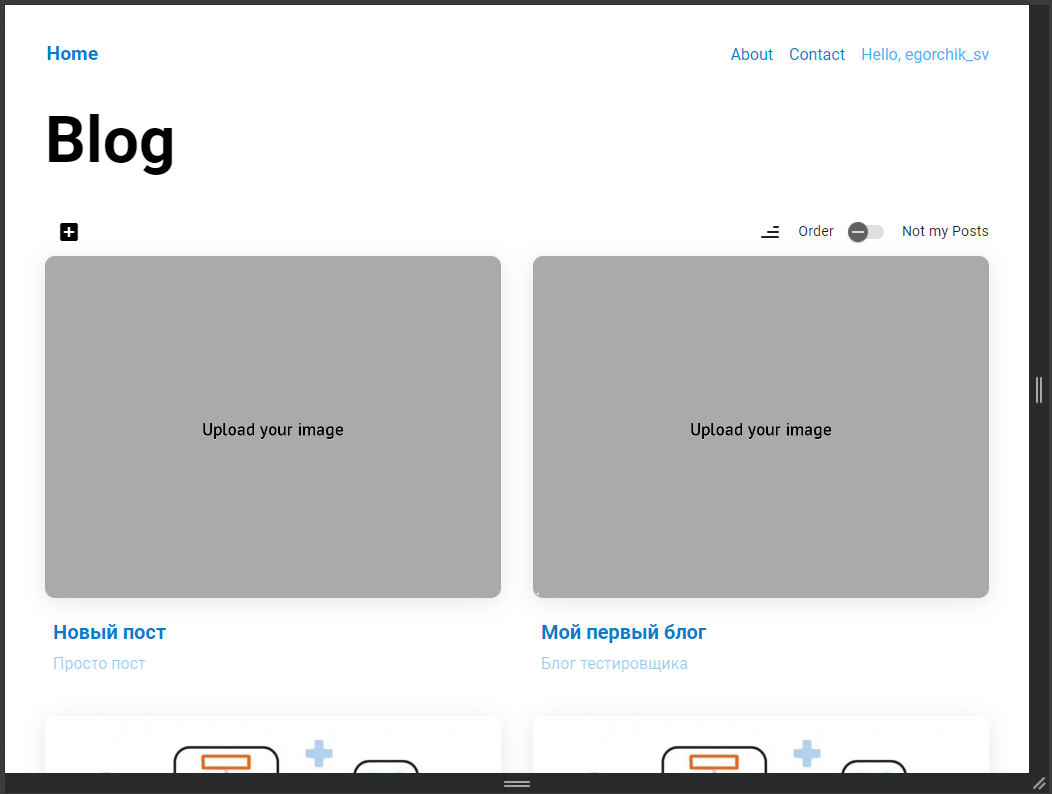 Home
About Contact Hello, egorchik_sv
Blog
Order Not my Posts
Upload your image
Upload your image
Новый пост
Просто пост
Мой первый блог
Блог тестировщика